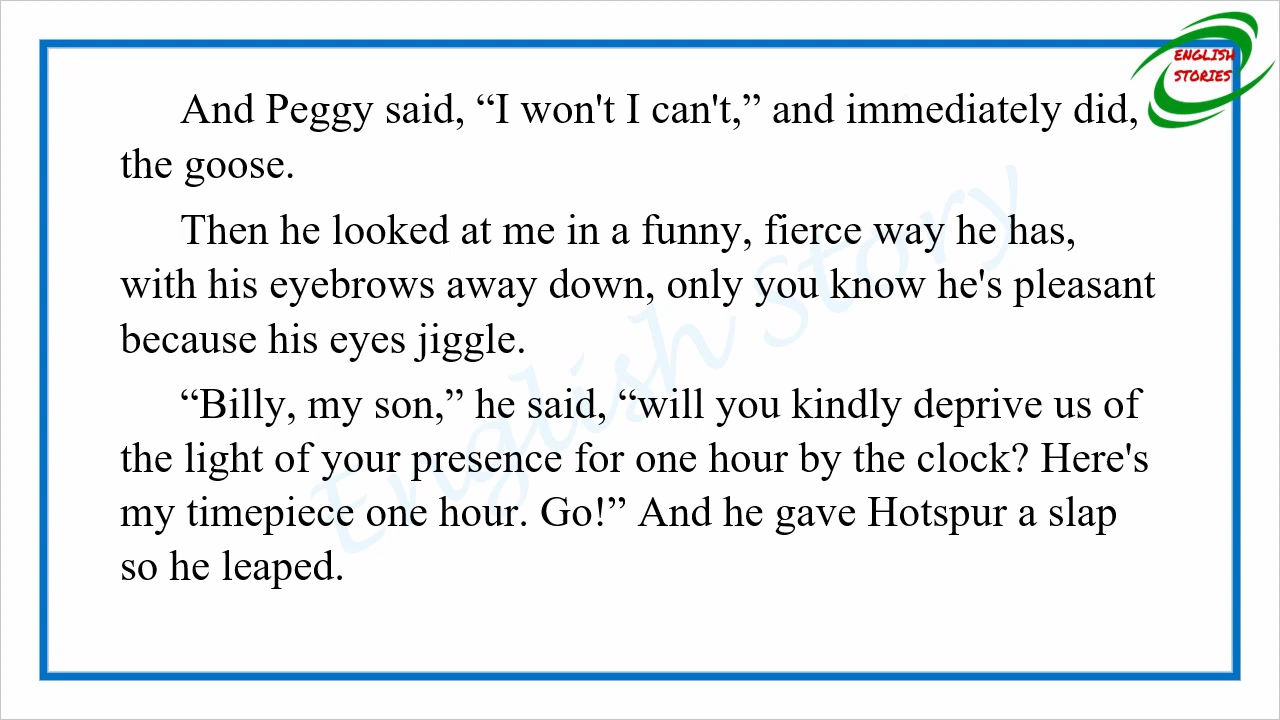 ENGLISH
STORIES
And Peggy said, “I won't I can't,” and immediately did,
the goose.
Then he looked at me in a funny, fierce way he has,
with his eyebrows away down, only you know he's pleasant
because his eyes jiggle.
“Billy, my son,” he said, “will you kindly deprive us of
the light of your presence for one hour by the clock? Here's
my timepiece one hour. Go!” And he gave Hotspur a slap
so he leaped.
English Story